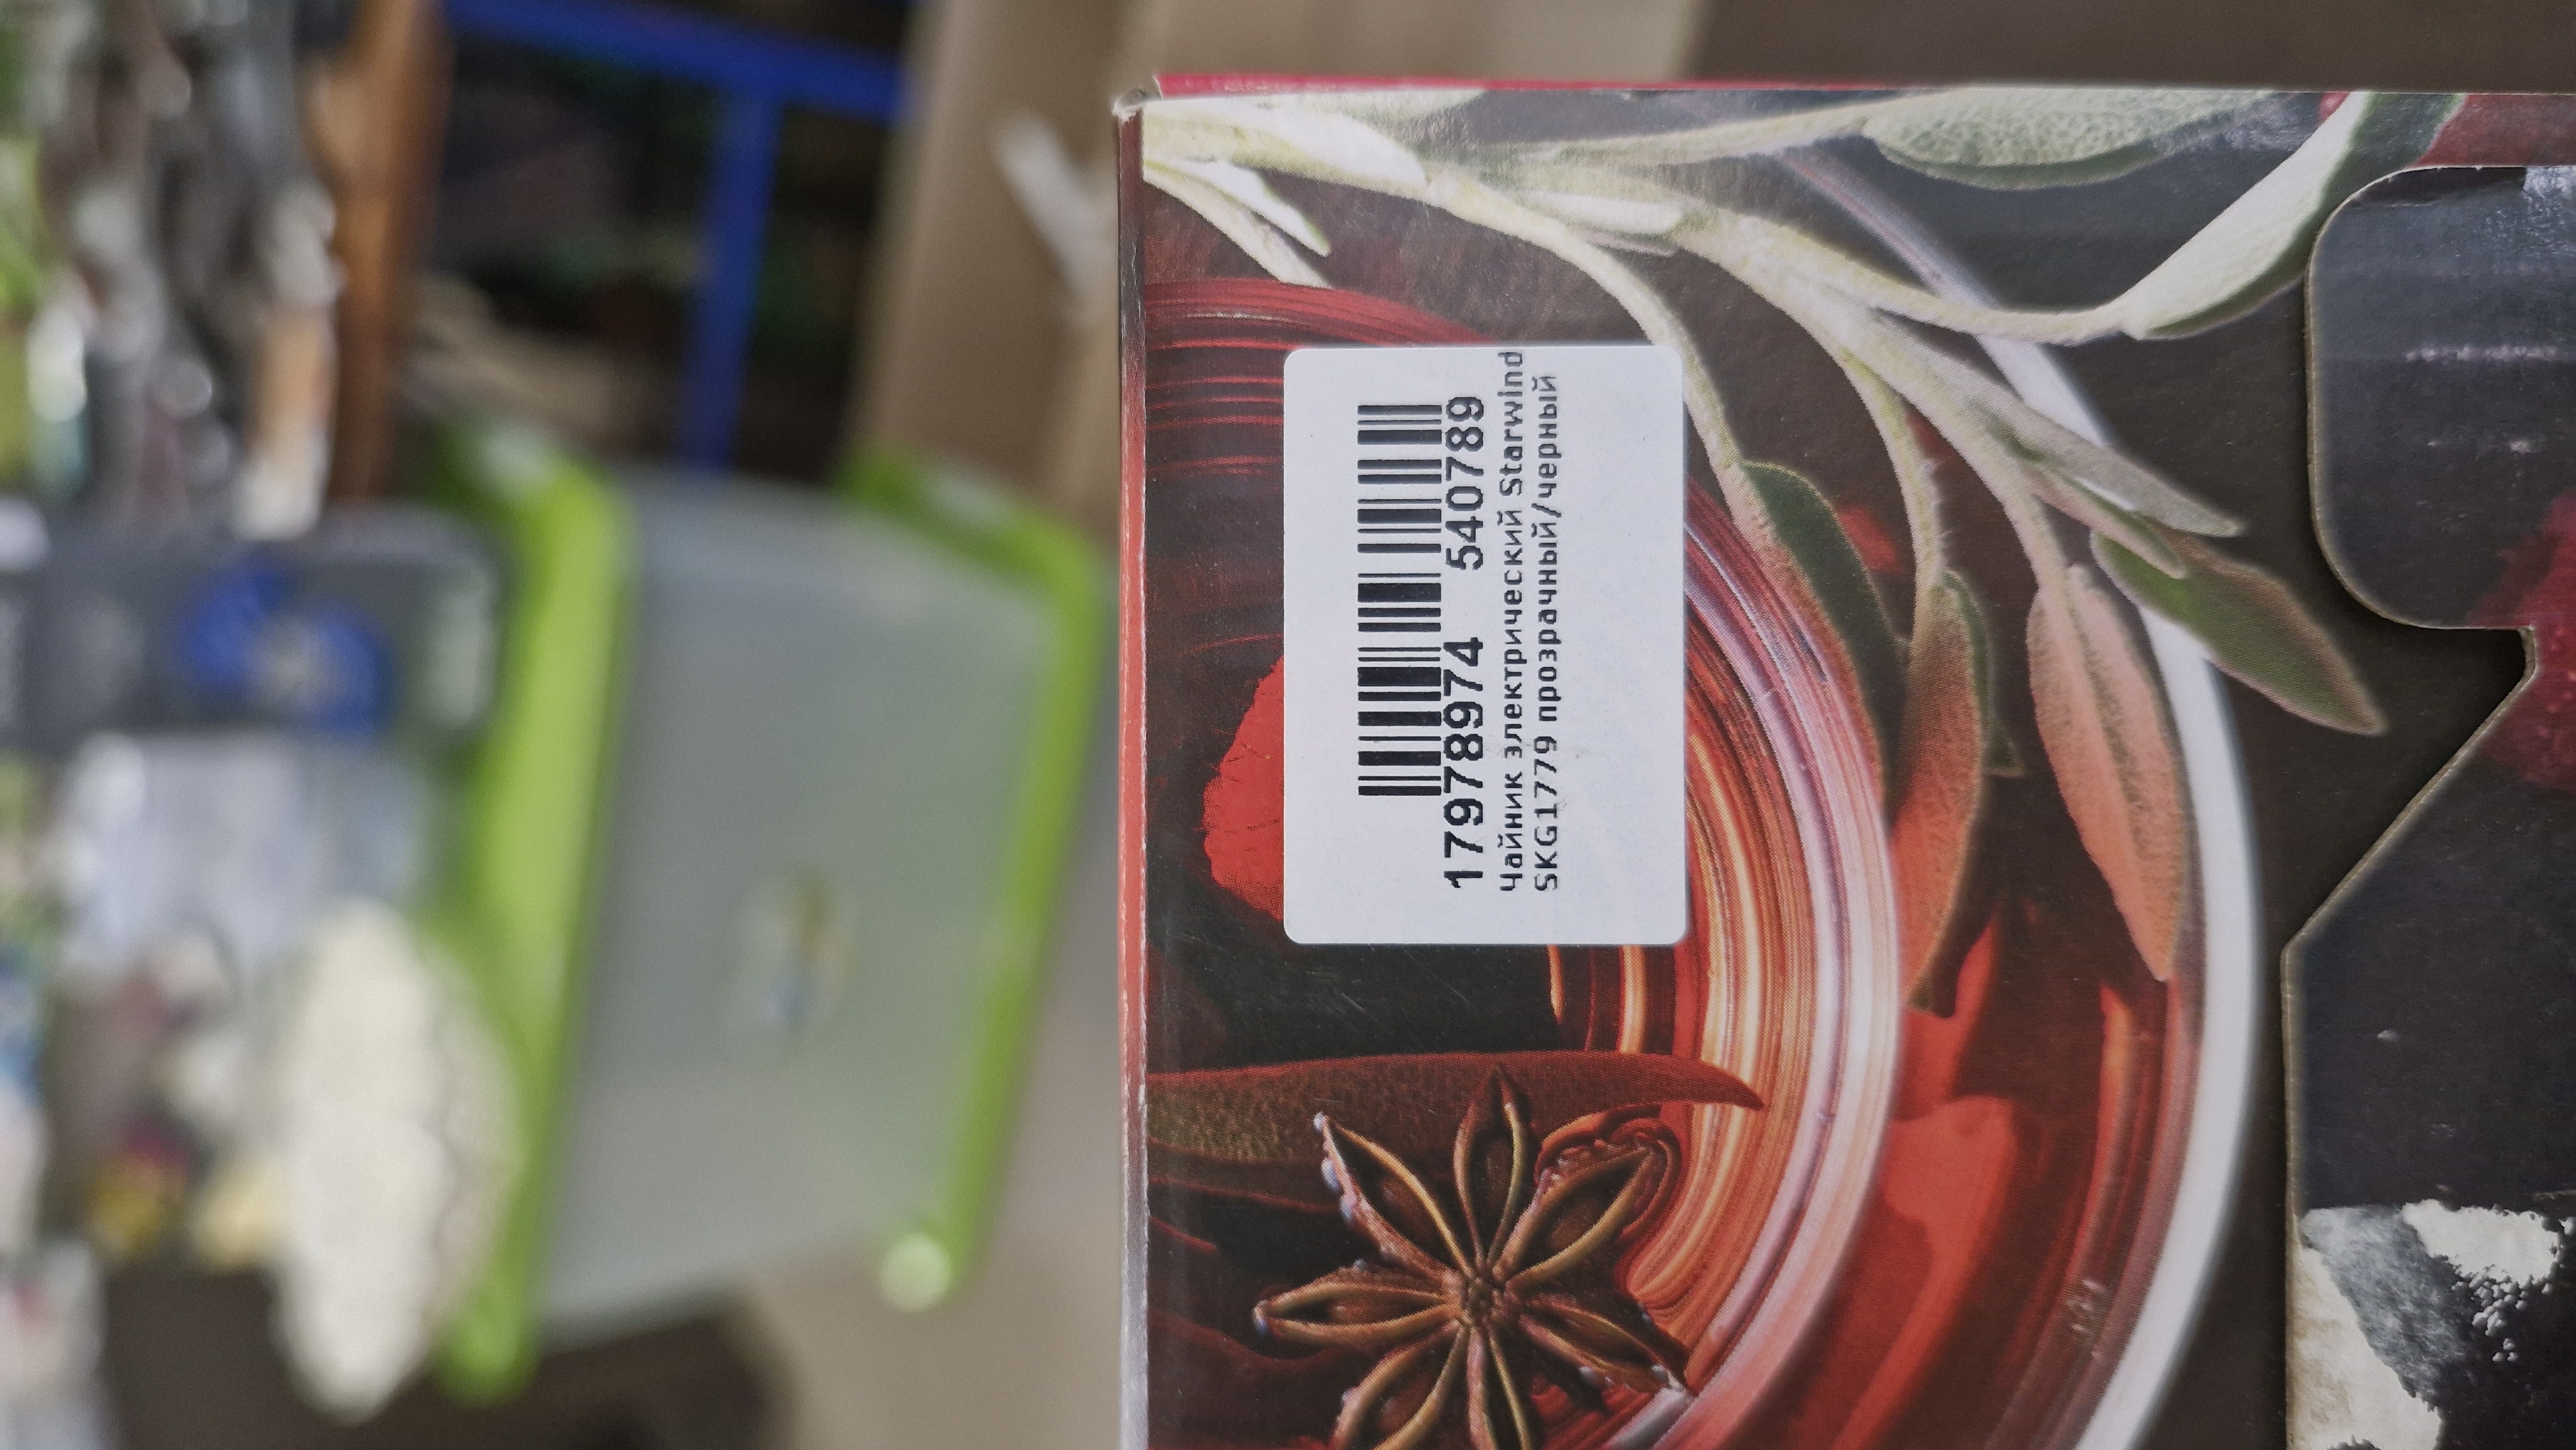 17978974 540789
Чайник электрический Starwind
SKG1779 прозрачный/черный